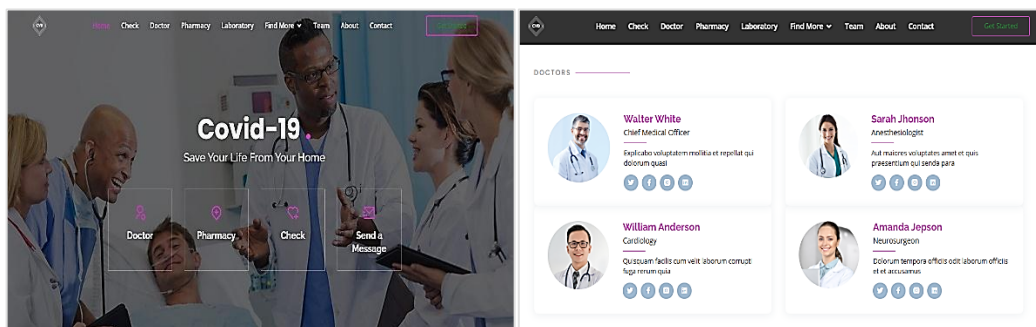 Home Check Doctor Pharmacy Laboratory Find More Team About Contact
Covid-19.
Save Your Life From Your Home
Doctor
Pharmacy
Check
Send a
Message
Home Check Doctor Pharmacy Laboratory Find More Team About Contact Get Started
DOCTORS
Walter White
Chief Medical Officer
Explicabo voluptatem mollitia et repellat qui
dolorum quasi
Sarah Jhonson
Anesthesiologist
Aut maiores voluptates amet et quis
praesentium qui senda para
William Anderson
Cardiology
Quisquam facilis cum velit laborum corrupti
fuga rerum quia
Amanda Jepson
Neurosurgeon
Dolorum tempora officiis odit laborum officiis
et et accusamus